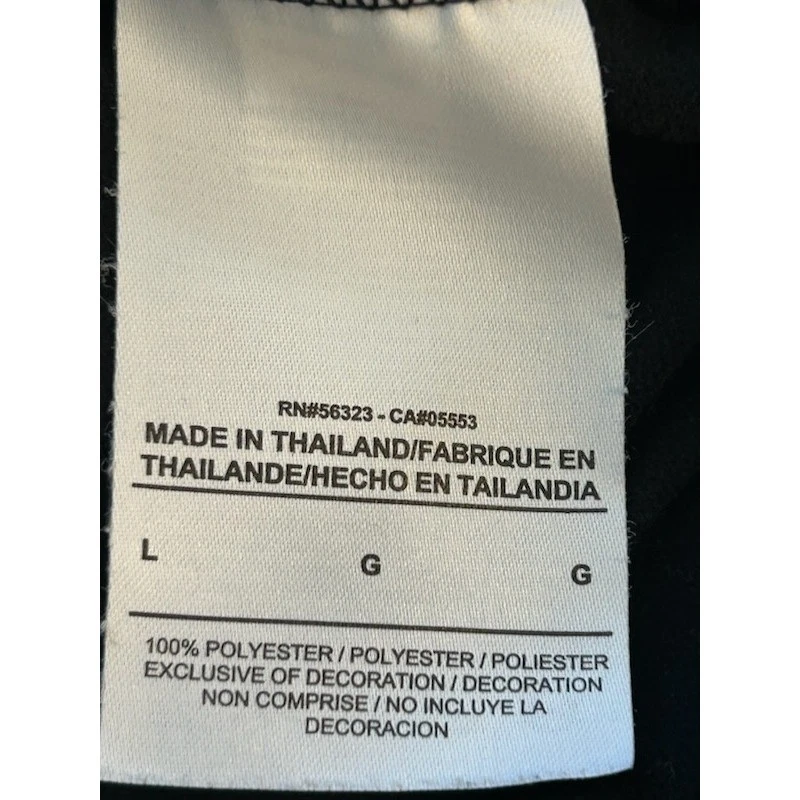 RN#56323 - CA#05553
MADE IN THAILAND/FABRIQUE EN
THAILANDE/HECHO EN TAILANDIA
L G G
100% POLYESTER / POLYESTER / POLIESTER
EXCLUSIVE OF DECORATION / DECORATION
NON COMPRISE / NO INCLUYE LA
DECORACION